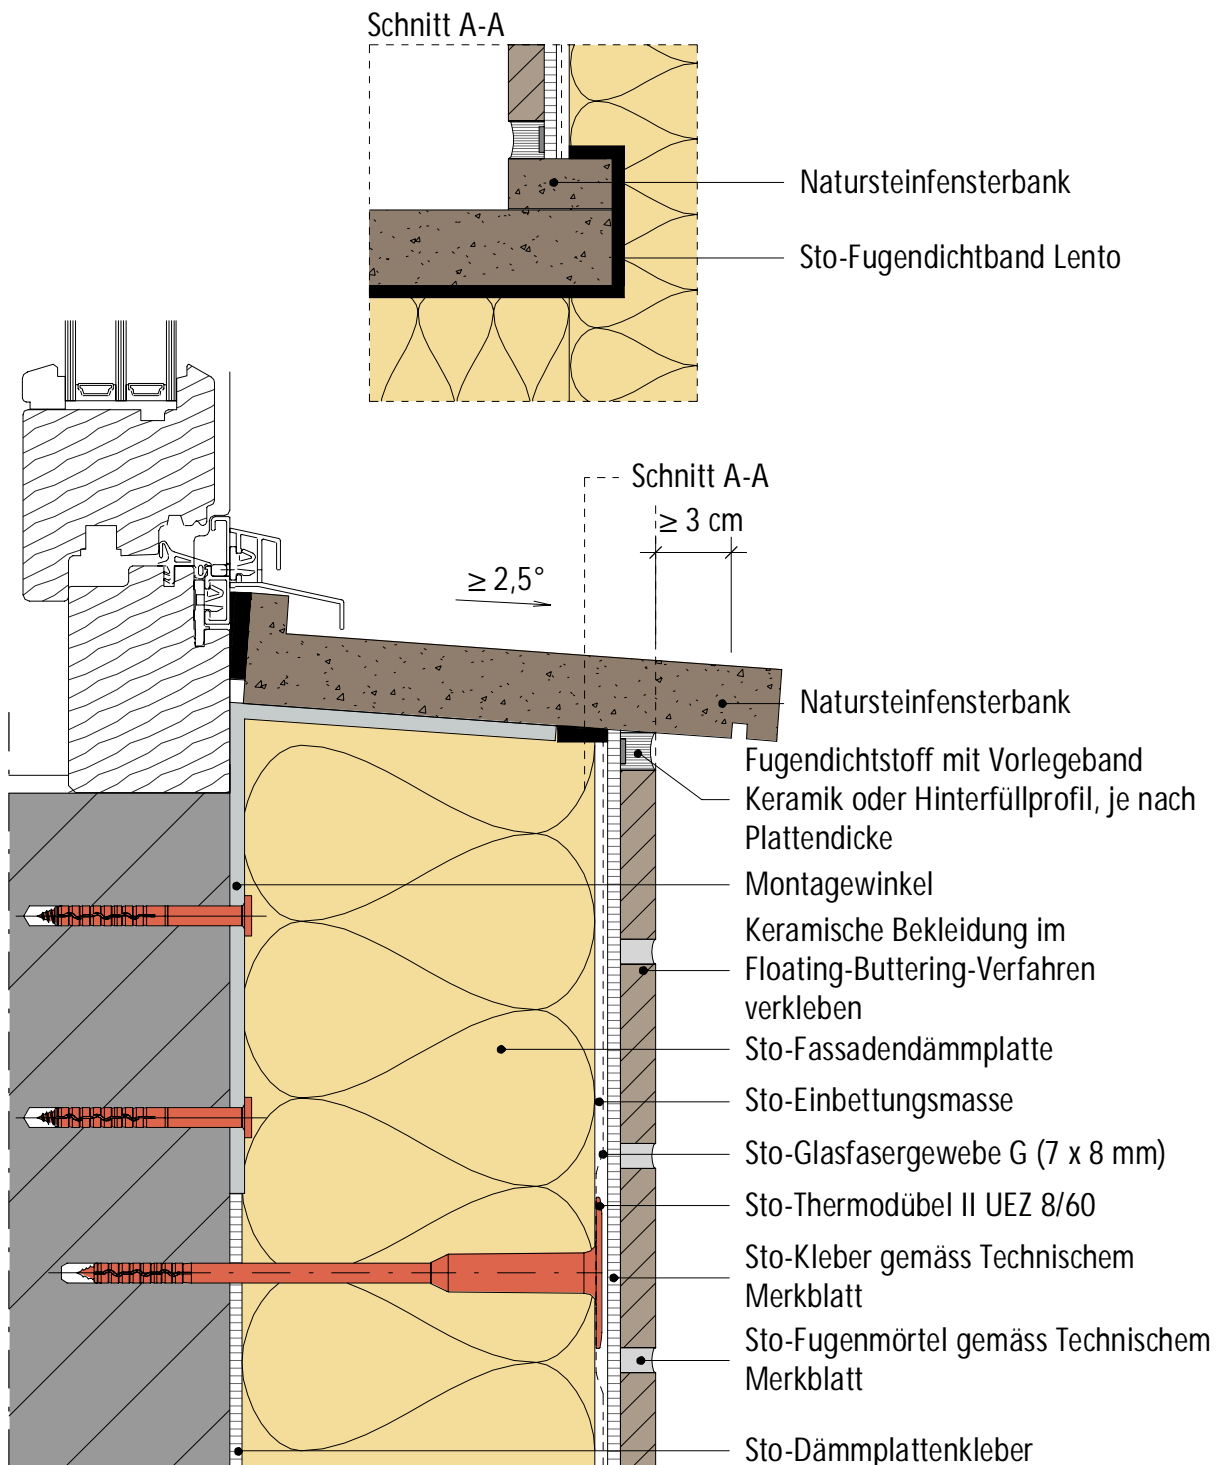 Schnitt A-A
Natursteinfensterbank
Sto-Fugendichtband Lento
Schnitt A-A
≥ 3 cm
≥ 2,5°
Natursteinfensterbank
Fugendichtstoff mit Vorlegeband
Keramik oder Hinterfüllprofil, je nach
Plattendicke
Montagewinkel
Keramische Bekleidung im
Floating-Buttering-Verfahren
verkleben
Sto-Fassadendämmplatte
Sto-Einbettungsmasse
Sto-Glasfasergewebe G (7 x 8 mm)
Sto-Thermodübel II UEZ 8/60
Sto-Kleber gemäss Technischem
Merkblatt
Sto-Fugenmörtel gemäss Technischem
Merkblatt
Sto-Dämmplattenkleber